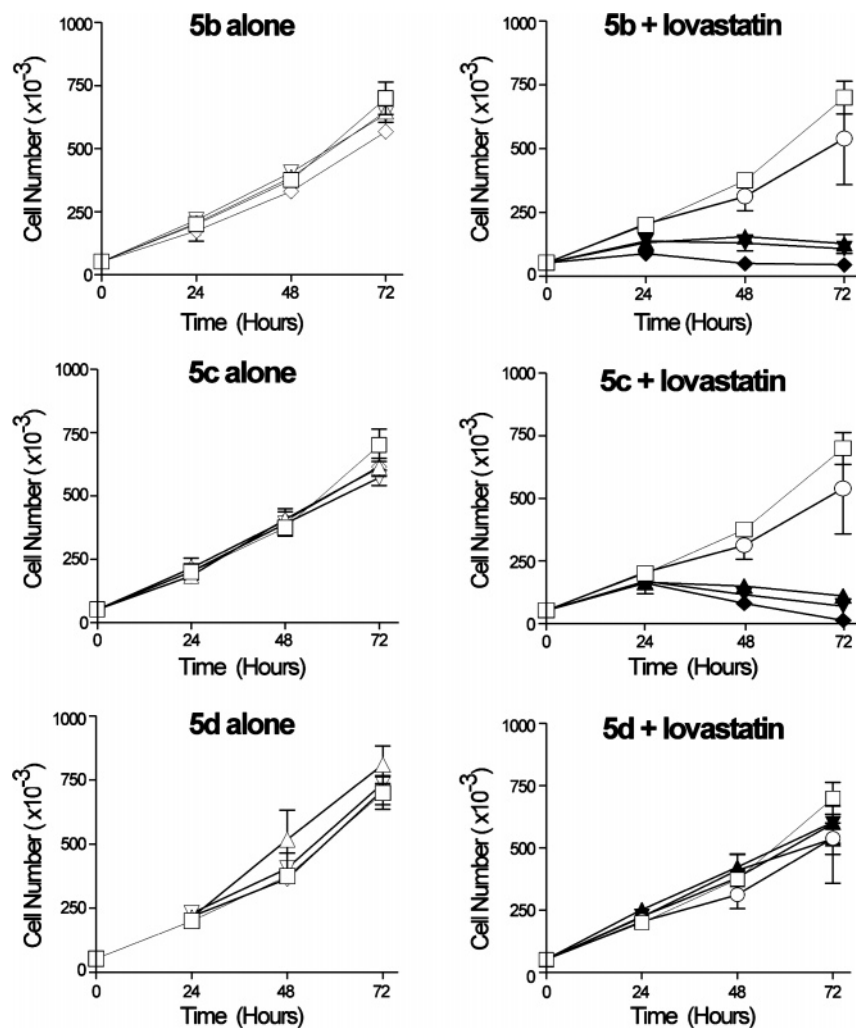 5b alone
Cell Number ( x10-3)
1000
750
500
250
0
0 24 48 72
Time (Hours)
5b + lovastatin
Cell Number ( x10-3)
1000
750
500
250
0
0 24 48 72
Time (Hours)
5c alone
Cell Number ( x10-3)
1000
750
500
250
0
0 24 48 72
Time (Hours)
5c + lovastatin
Cell Number ( x10-3)
1000
750
500
250
0
0 24 48 72
Time (Hours)
5d alone
Cell Number ( x10-3)
1000
750
500
250
0
0 24 48 72
Time (Hours)
5d + lovastatin
Cell Number ( x10-3)
1000
750
500
250
0
0 24 48 72
Time (Hours)